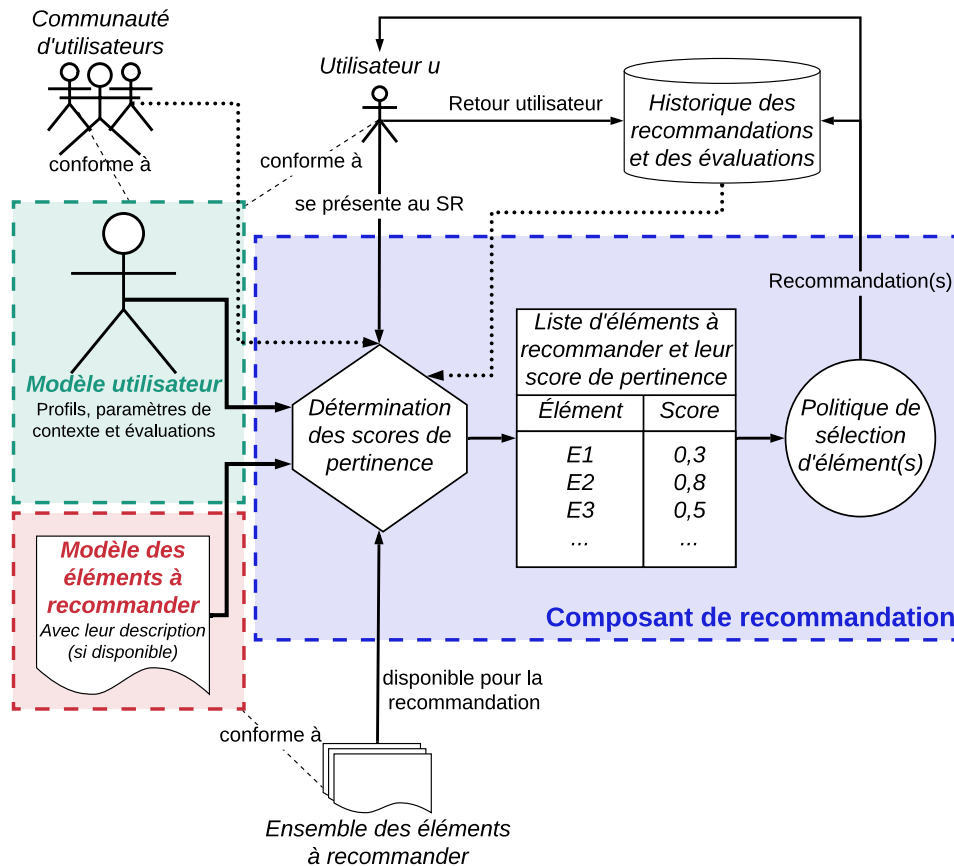 Communauté
d'utilisateurs
Utilisateur u
Retour utilisateur
Historique des
recommandations
et des évaluations
conforme à
conforme à
se présente au SR
Recommandation(s)
Modèle utilisateur
Profils, paramètres de
contexte et évaluations
Détermination
des scores de
pertinence
Liste d'éléments à
recommander et leur
score de pertinence
Élément Score
E1 0,3
E2 0,8
E3 0,5
... ...
Politique de
sélection
d'élément(s)
Modèle des
éléments à
recommander
Avec leur description
(si disponible)
Composant de recommandation
disponible pour la
recommandation
conforme à
Ensemble des éléments
à recommander